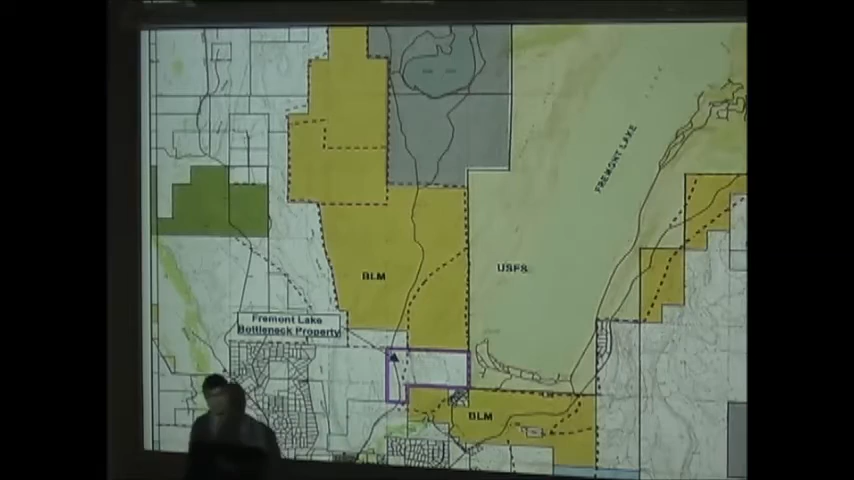 FREMONT LAKE
USFS
BLM
Fremont Lake
Bottleneck Property
BLM